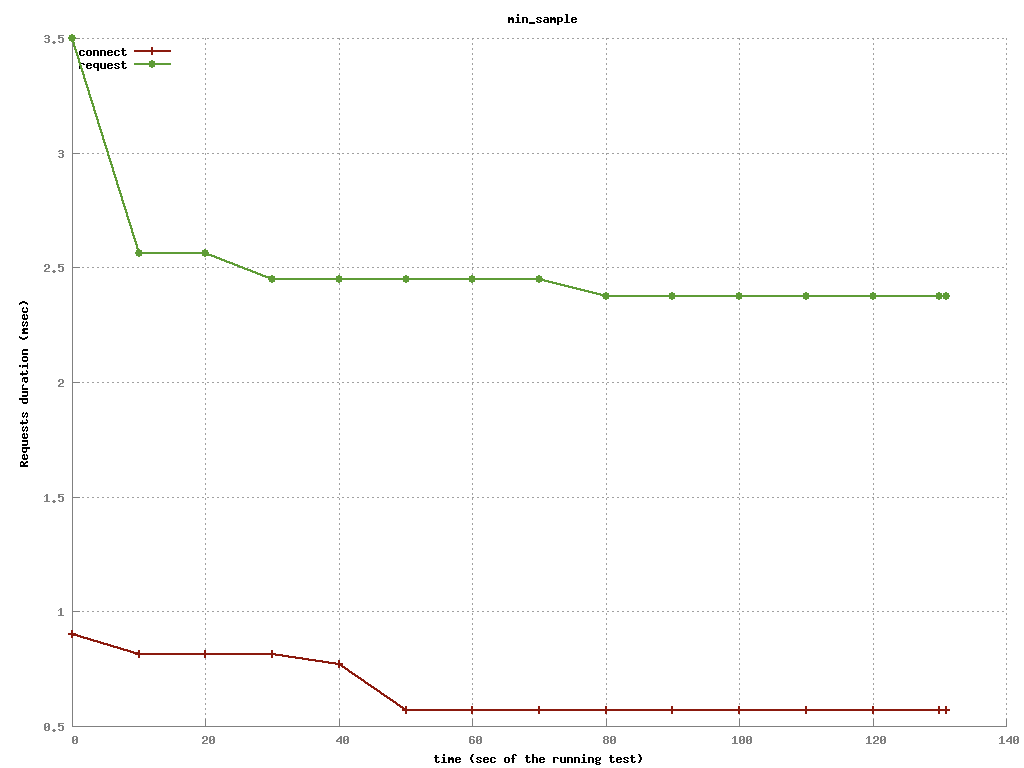 min_sample
3.5
connect
request
3
2.5
2
1.5
1
0.5
Requests duration (msec)
0 20 40 60 80 100 120 140
time (sec of the running test)